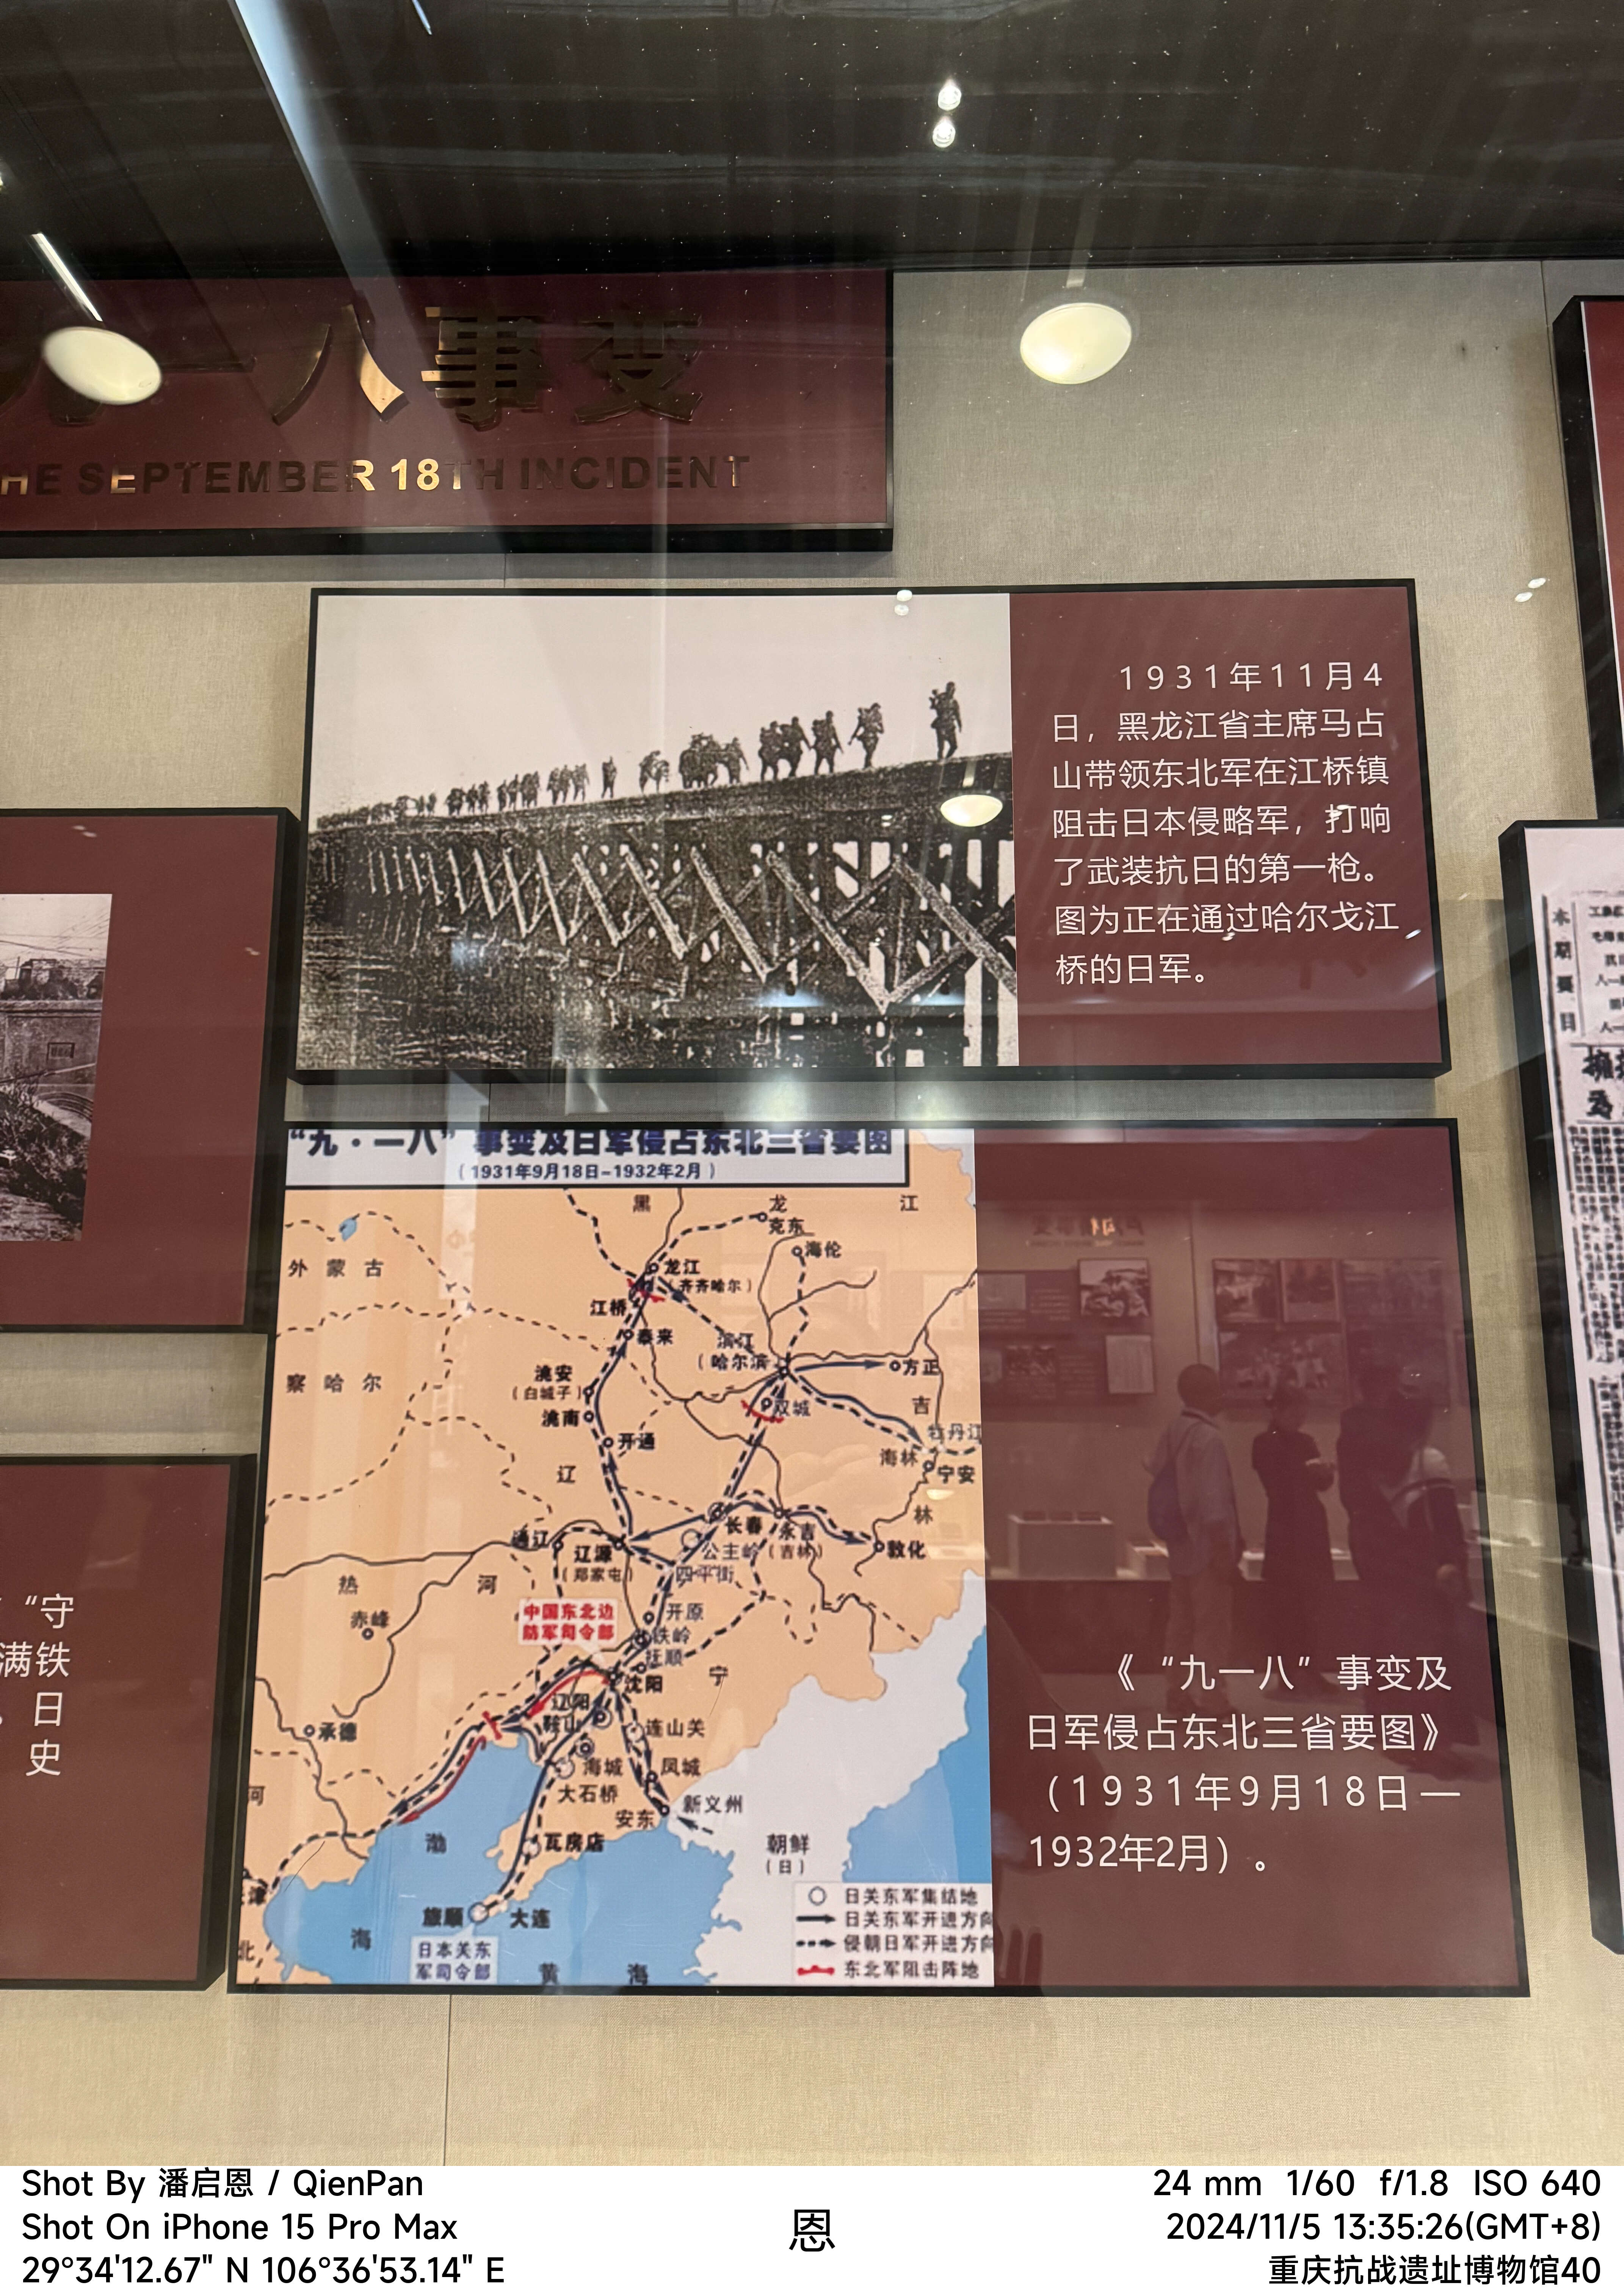 九一八事变
THE SEPTEMBER 18TH INCIDENT
1931年11月4
日，黑龙江省主席马占
山带领东北军在江桥镇
阻击日本侵略军，打响
了武装抗日的第一枪。
图为正在通过哈尔戈江
桥的日军。
“九·一八”事变及日军侵占东北三省要图
（1931年9月18日-1932年2月）
黑 龙 江
克东
海伦
外蒙古
龙江
（齐齐哈尔）
江桥
泰来
滨江
（哈尔滨）
方正
察哈尔
洮安
（白城子）
洮南
双城
吉
牡丹江
开通
海林
宁安
辽
林
通辽
辽源
（郑家屯）
长春
永吉
（吉林）
公主岭
敦化
四平街
热 河
赤峰
中国东北边
防军司令部
开原
铁岭
抚顺
沈阳
宁
辽阳
鞍山
连山关
承德
海城
凤城
大石桥
新义州
安东
河
渤
瓦房店
朝鲜
（日）
旅顺
大连
海
北
日本关东
军司令部
黄 海
日关东军集结地
日关东军开进方向
侵朝日军开进方向
东北军阻击阵地
《“九一八”事变及
日军侵占东北三省要图》
（1931年9月18日—
1932年2月）。
“守
满铁
。日
史
本期要目
Shot By 潘启恩 / QienPan
Shot On iPhone 15 Pro Max
29°34'12.67" N 106°36'53.14" E
恩
24 mm 1/60 f/1.8 ISO 640
2024/11/5 13:35:26(GMT+8)
重庆抗战遗址博物馆40